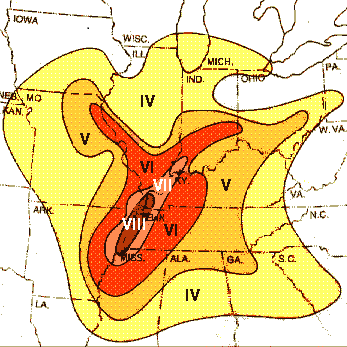 IOWA
WISC.
ILL.
MICH.
IND.
OHIO
PA.
NEB.
MO.
KAN.
IV
W. VA.
V
VI
VII
KY.
V
VA.
ARK.
VIII
VI
N.C.
MISS.
ALA.
GA.
S.C.
LA.
IV